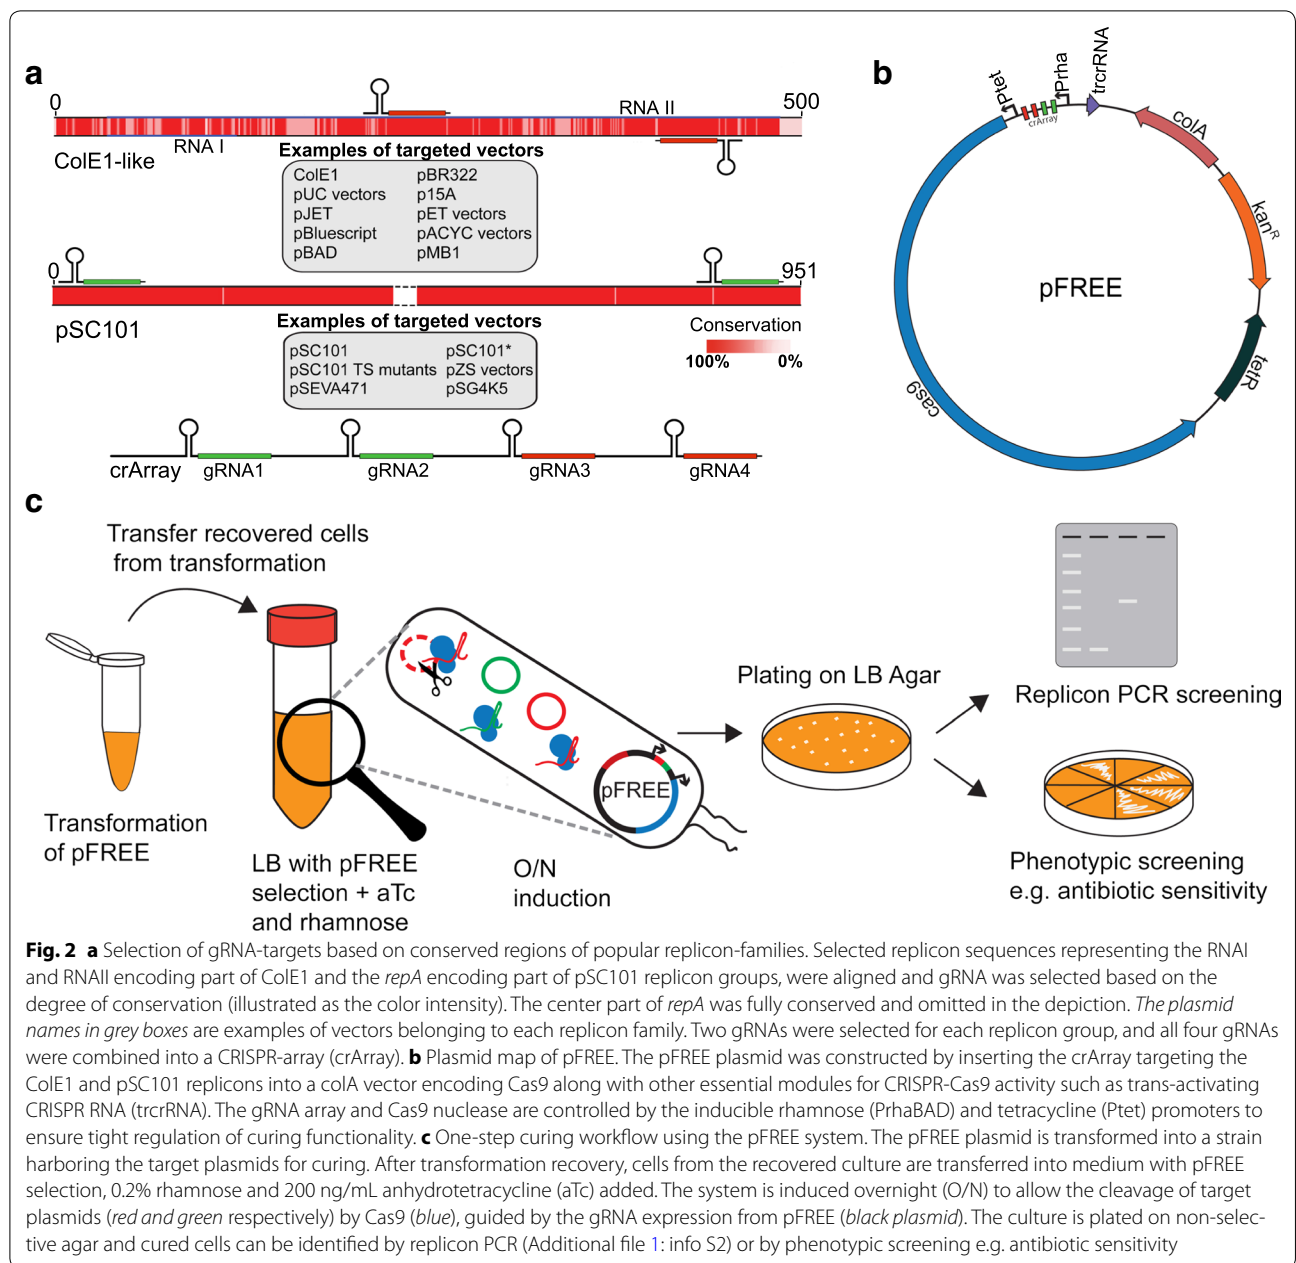 a
0
500
RNA II
RNA I
ColE1-like
Examples of targeted vectors
ColE1 pBR322
pUC vectors p15A
pJET pET vectors
pBluescript pACYC vectors
pBAD pMB1
0
951
pSC101
Examples of targeted vectors
pSC101 pSC101*
pSC101 TS mutants pZS vectors
pSEVA471 pSG4K5
Conservation
100% 0%
crArray gRNA1 gRNA2 gRNA3 gRNA4
b
Ptet
crArray
Prha
trcrRNA
colA
kanR
tetR
cas9
pFREE
c
Transfer recovered cells
from transformation
Transformation
of pFREE
LB with pFREE
selection + aTc
and rhamnose
pFREE
O/N
induction
Plating on LB Agar
Replicon PCR screening
Phenotypic screening
e.g. antibiotic sensitivity
Fig. 2 a Selection of gRNA-targets based on conserved regions of popular replicon-families. Selected replicon sequences representing the RNAI
and RNAII encoding part of ColE1 and the repA encoding part of pSC101 replicon groups, were aligned and gRNA was selected based on the
degree of conservation (illustrated as the color intensity). The center part of repA was fully conserved and omitted in the depiction. The plasmid
names in grey boxes are examples of vectors belonging to each replicon family. Two gRNAs were selected for each replicon group, and all four gRNAs
were combined into a CRISPR-array (crArray). b Plasmid map of pFREE. The pFREE plasmid was constructed by inserting the crArray targeting the
ColE1 and pSC101 replicons into a colA vector encoding Cas9 along with other essential modules for CRISPR-Cas9 activity such as trans-activating
CRISPR RNA (trcrRNA). The gRNA array and Cas9 nuclease are controlled by the inducible rhamnose (PrhaBAD) and tetracycline (Ptet) promoters to
ensure tight regulation of curing functionality. c One-step curing workflow using the pFREE system. The pFREE plasmid is transformed into a strain
harboring the target plasmids for curing. After transformation recovery, cells from the recovered culture are transferred into medium with pFREE
selection, 0.2% rhamnose and 200 ng/mL anhydrotetracycline (aTc) added. The system is induced overnight (O/N) to allow the cleavage of target
plasmids (red and green respectively) by Cas9 (blue), guided by the gRNA expression from pFREE (black plasmid). The culture is plated on non-selec-
tive agar and cured cells can be identified by replicon PCR (Additional file 1: info S2) or by phenotypic screening e.g. antibiotic sensitivity